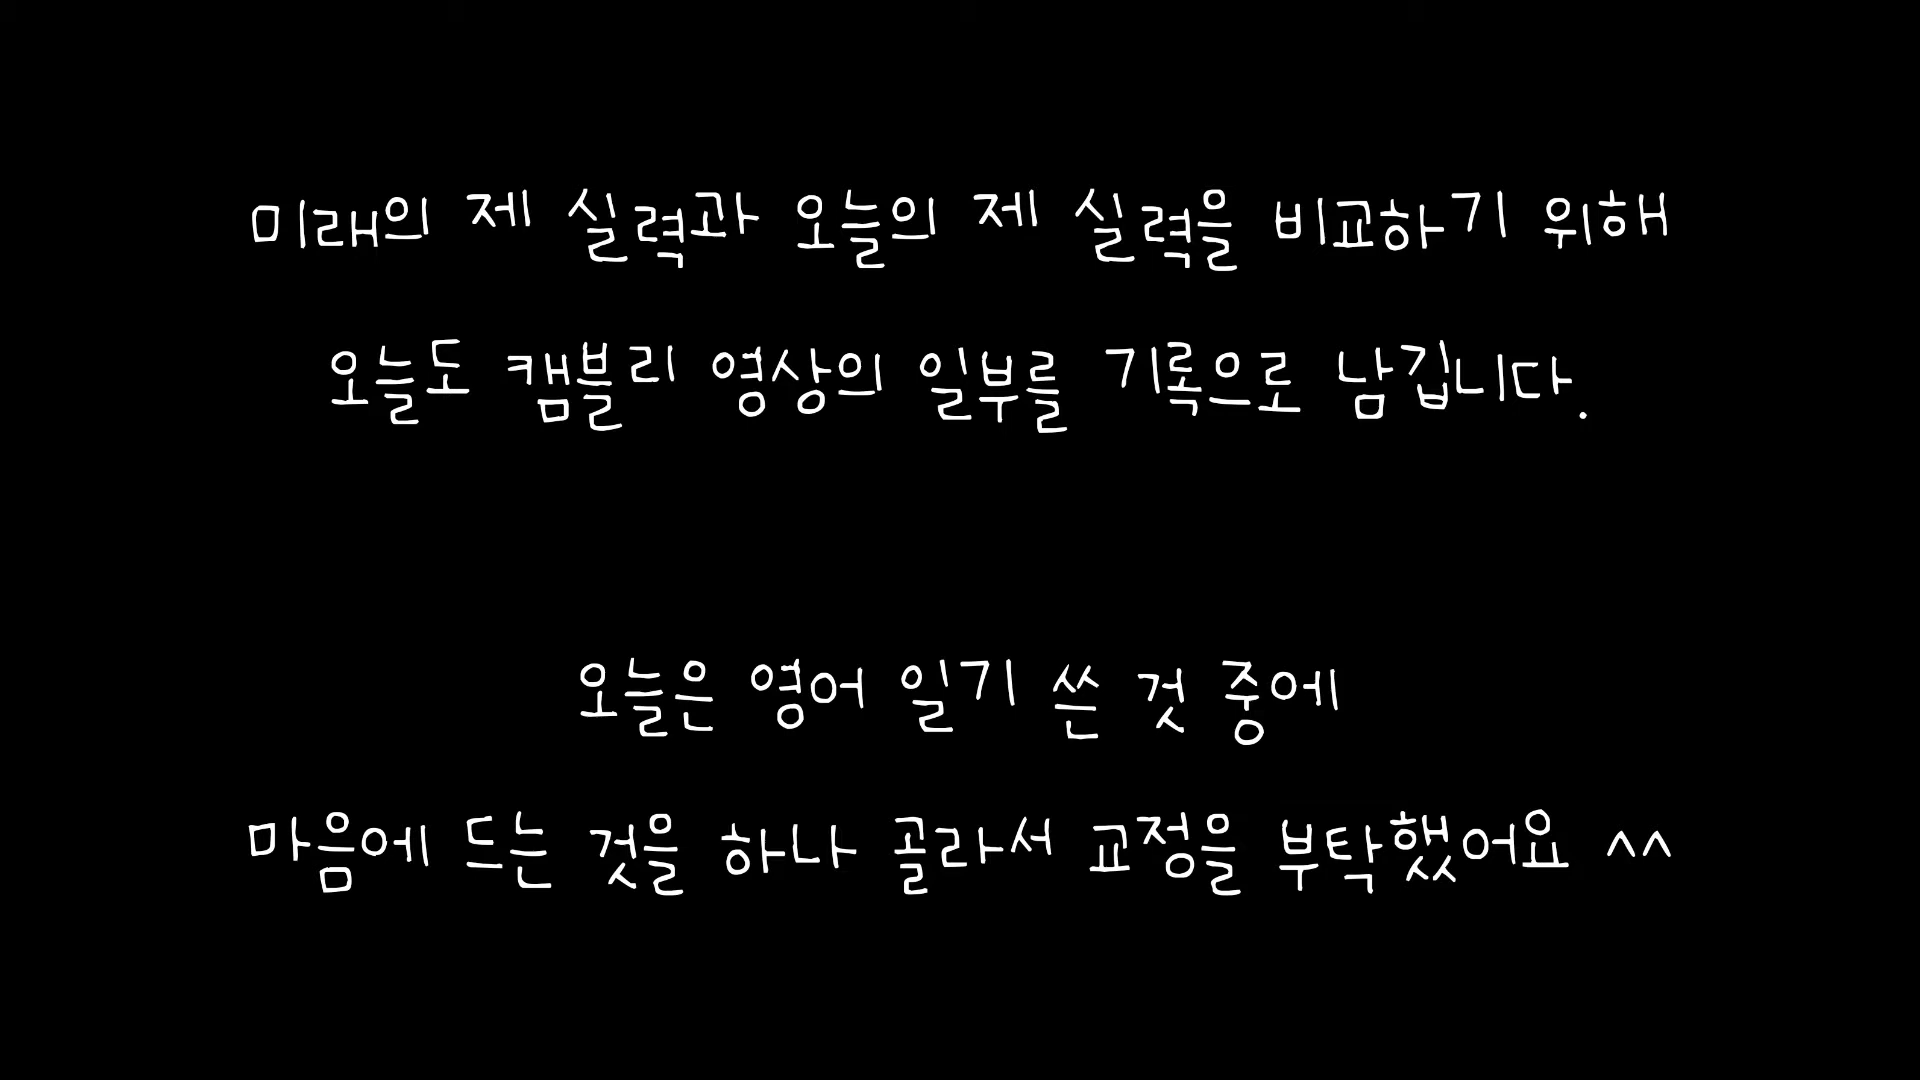 미래의 제 실력과 오늘의 제 실력을 비교하기 위해
오늘도 캠블리 영상의 일부를 기록으로 남깁니다.
오늘은 영어 일기 쓴 것 중에
마음에 드는 것을 하나 골라서 교정을 부탁했어요 ^^